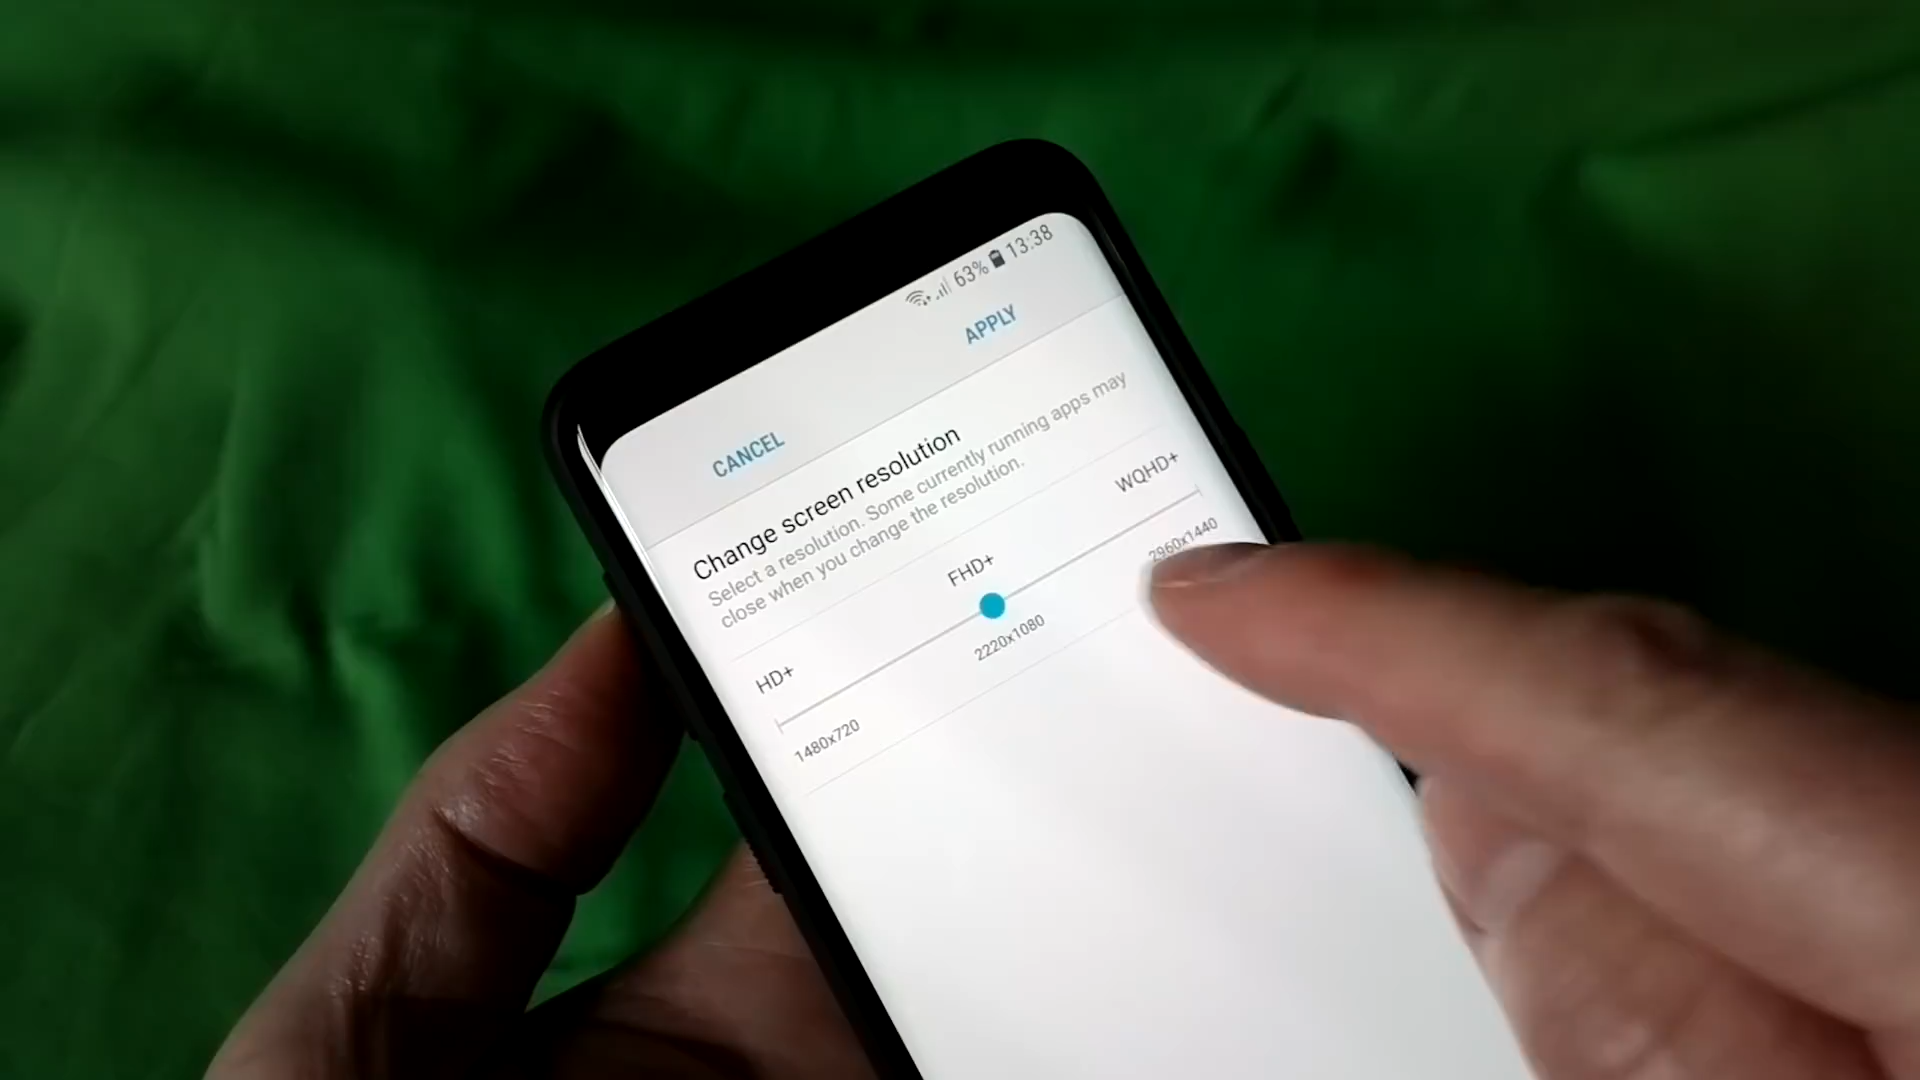 63% 13:38
CANCEL APPLY
Change screen resolution
Select a resolution. Some currently running apps may
close when you change the resolution.
HD+ FHD+ WQHD+
1480x720 2220x1080 2960x1440